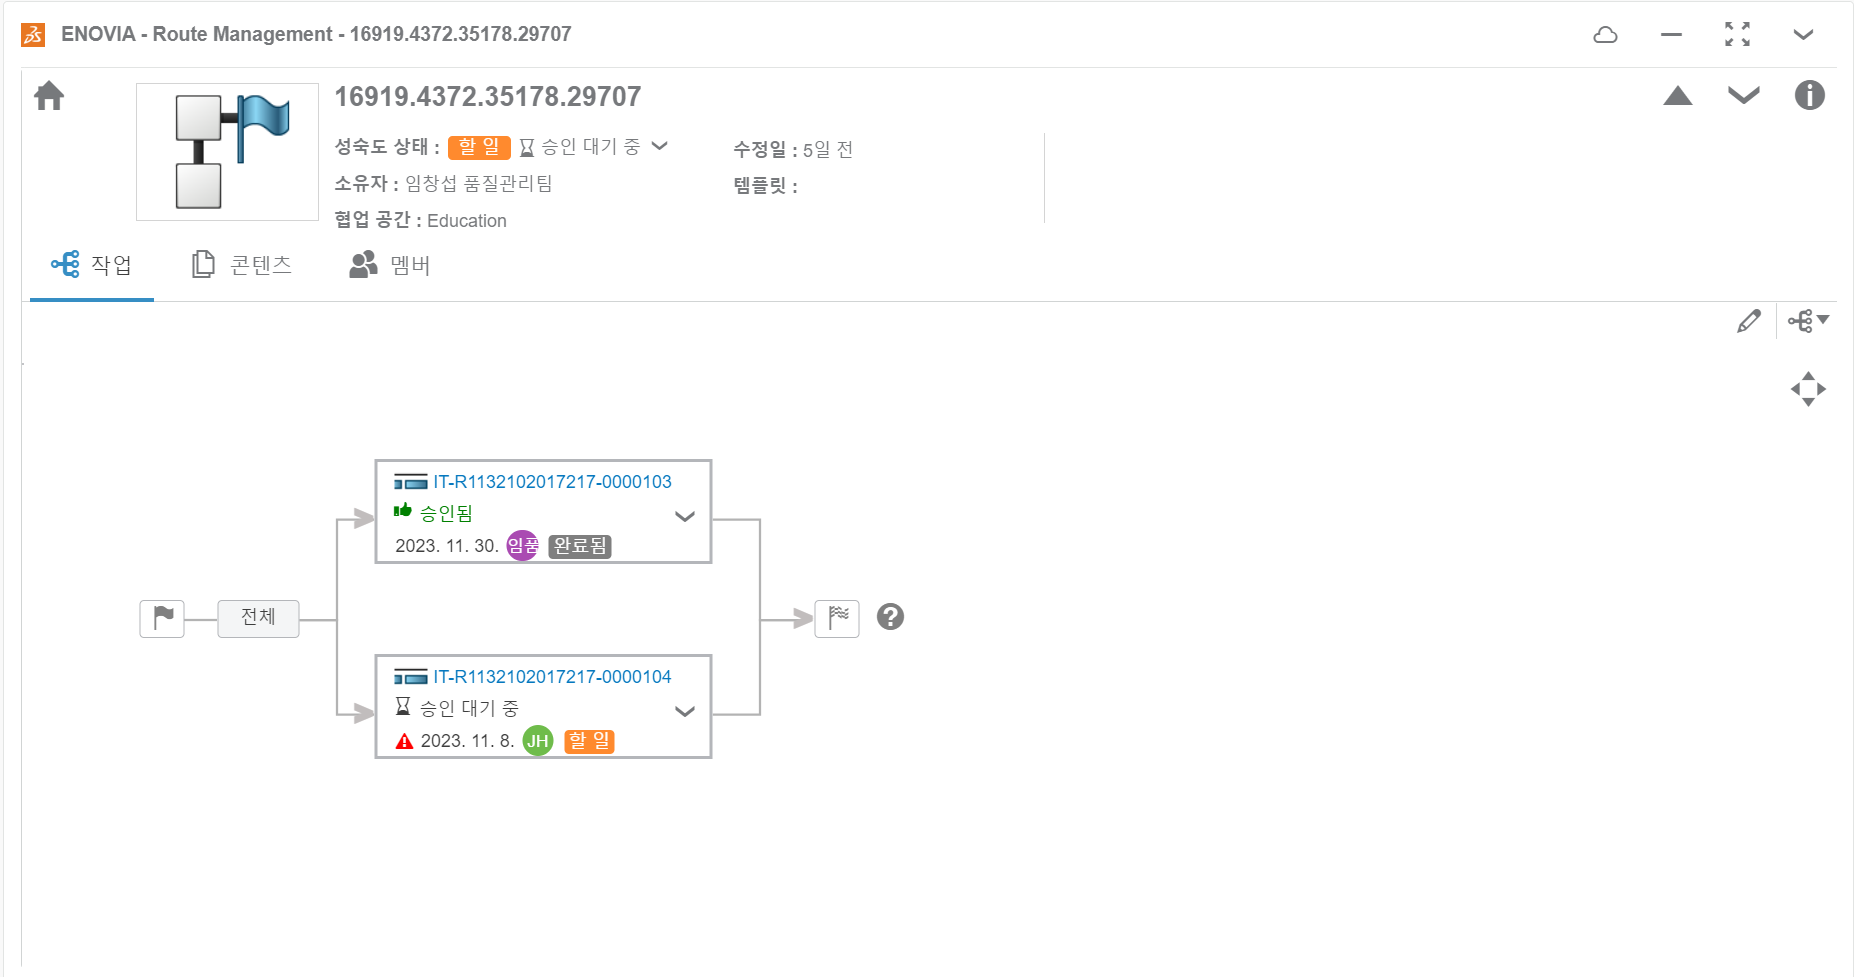 ENOVIA - Route Management - 16919.4372.35178.29707
16919.4372.35178.29707
성숙도 상태 : 할 일 승인 대기 중
수정일 : 5일 전
소유자 : 임창섭 품질관리팀
템플릿 :
협업 공간 : Education
작업 콘텐츠 멤버
IT-R1132102017217-0000103
승인됨
2023. 11. 30. 임품 완료됨
전체
IT-R1132102017217-0000104
승인 대기 중
2023. 11. 8. JH 할 일